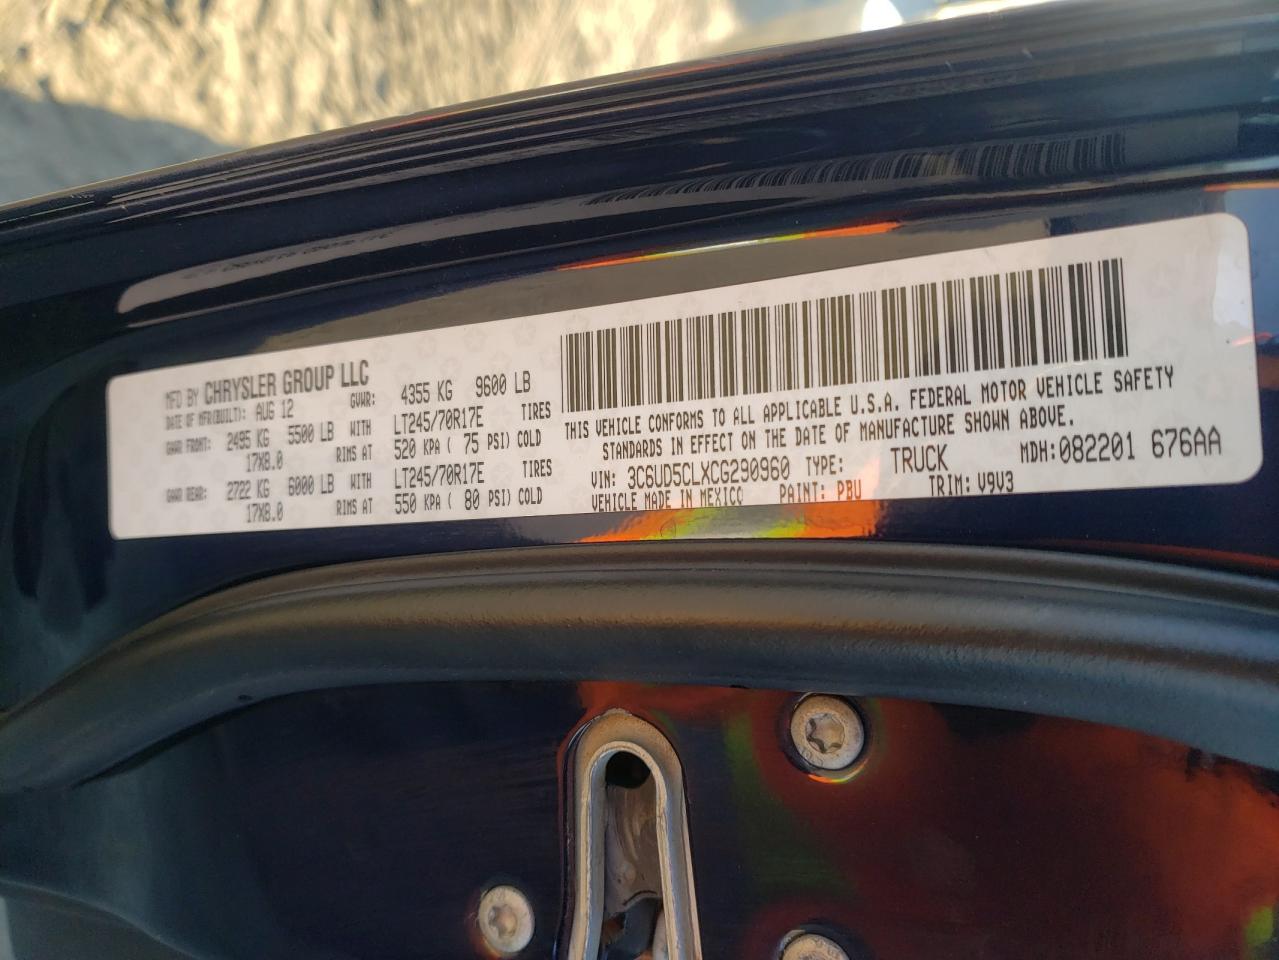 MFD BY CHRYSLER GROUP LLC
DATE OF MFR(BUILT): AUG 12 GVWR: 4355 KG 9600 LB
GAWR FRONT: 2495 KG 5500 LB WITH LT245/70R17E TIRES
17X8.0 RIMS AT 520 KPA ( 75 PSI) COLD
GAWR REAR: 2722 KG 6000 LB WITH LT245/70R17E TIRES
17X8.0 RIMS AT 550 KPA ( 80 PSI) COLD
THIS VEHICLE CONFORMS TO ALL APPLICABLE U.S.A. FEDERAL MOTOR VEHICLE SAFETY
STANDARDS IN EFFECT ON THE DATE OF MANUFACTURE SHOWN ABOVE.
VIN: 3C6UD5CLXCG290960 TYPE: TRUCK MDH:082201 676AA
VEHICLE MADE IN MEXICO PAINT: PBU TRIM: V9V3